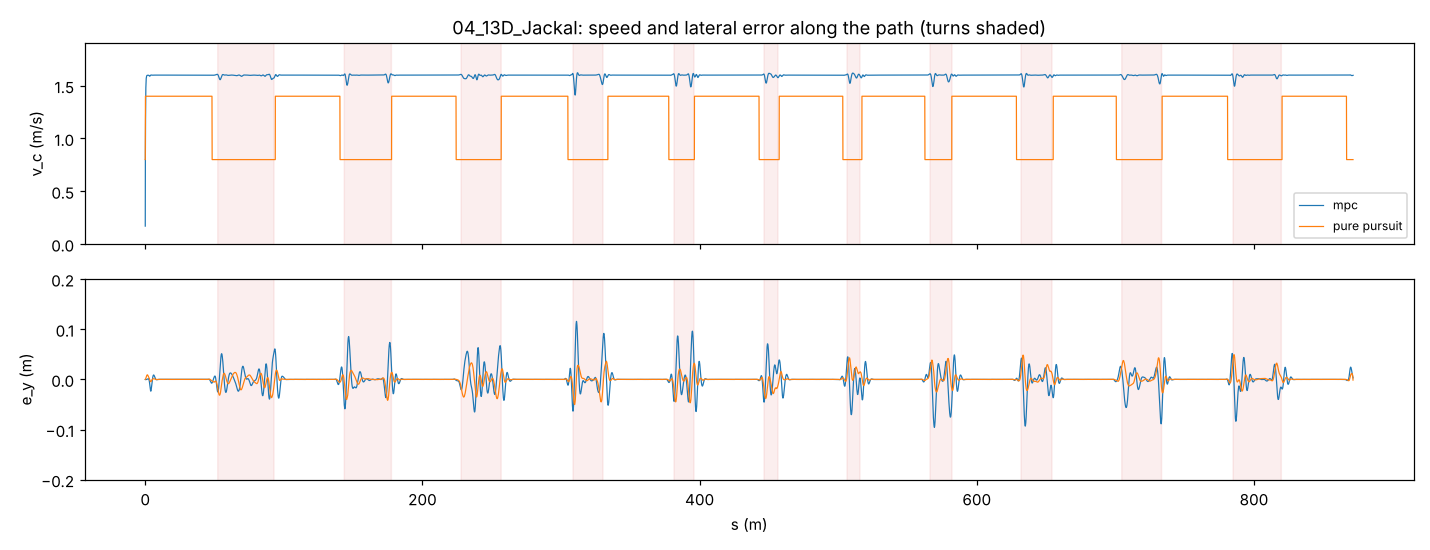 04_13D_Jackal: speed and lateral error along the path (turns shaded)
v_c (m/s)
1.5
1.0
0.5
0.0
mpc
pure pursuit
e_y (m)
0.2
0.1
0.0
−0.1
−0.2
0
200
400
600
800
s (m)